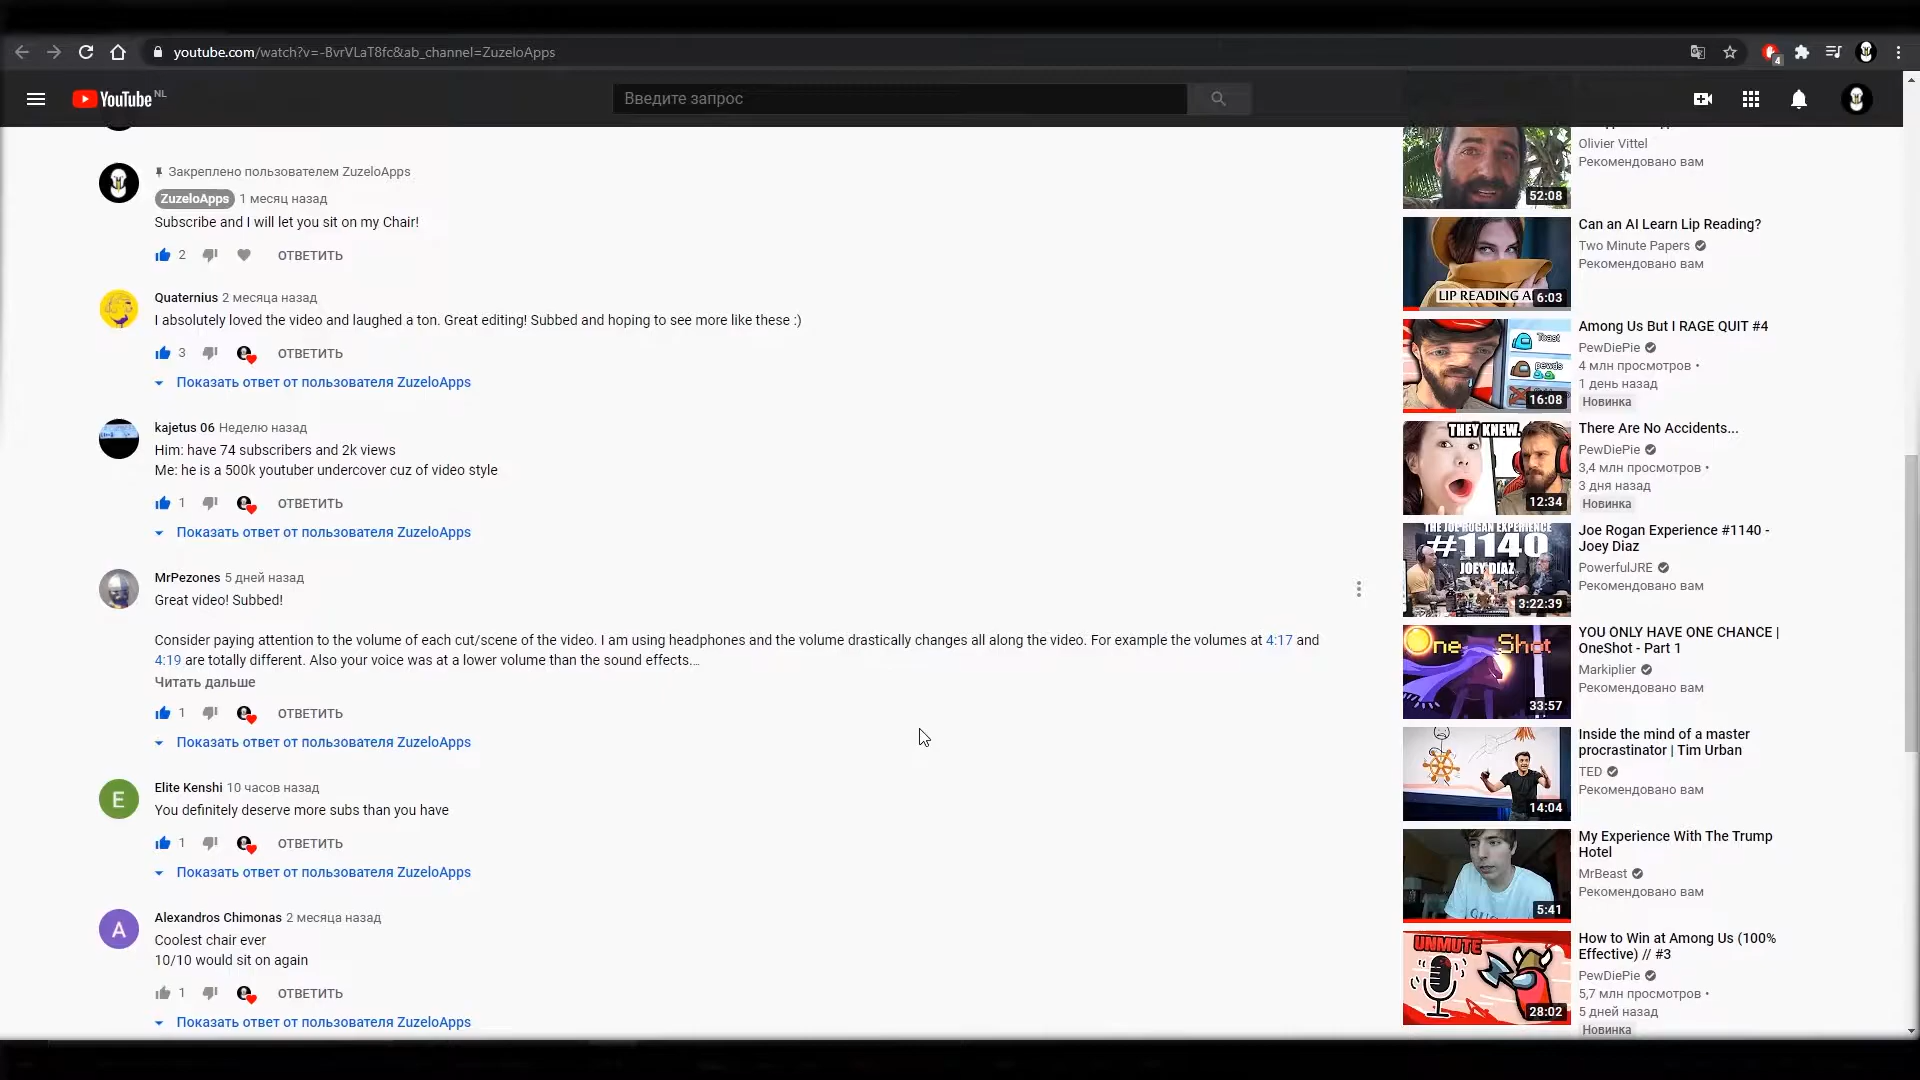 youtube.com/watch?v=-BvrVLaT8fc&ab_channel=ZuzeloApps
4
YouTube NL
Введите запрос
Закреплено пользователем ZuzeloApps
ZuzeloApps 1 месяц назад
Subscribe and I will let you sit on my Chair!
2 ОТВЕТИТЬ
Quaternius 2 месяца назад
I absolutely loved the video and laughed a ton. Great editing! Subbed and hoping to see more like these :)
3 ОТВЕТИТЬ
Показать ответ от пользователя ZuzeloApps
kajetus 06 Неделю назад
Him: have 74 subscribers and 2k views
Me: he is a 500k youtuber undercover cuz of video style
1 ОТВЕТИТЬ
Показать ответ от пользователя ZuzeloApps
MrPezones 5 дней назад
Great video! Subbed!
Consider paying attention to the volume of each cut/scene of the video. I am using headphones and the volume drastically changes all along the video. For example the volumes at 4:17 and
4:19 are totally different. Also your voice was at a lower volume than the sound effects...
Читать дальше
1 ОТВЕТИТЬ
Показать ответ от пользователя ZuzeloApps
E
Elite Kenshi 10 часов назад
You definitely deserve more subs than you have
1 ОТВЕТИТЬ
Показать ответ от пользователя ZuzeloApps
A
Alexandros Chimonas 2 месяца назад
Coolest chair ever
10/10 would sit on again
1 ОТВЕТИТЬ
Показать ответ от пользователя ZuzeloApps
52:08
Olivier Vittel
Рекомендовано вам
LIP READING A
6:03
Can an AI Learn Lip Reading?
Two Minute Papers
Рекомендовано вам
Toast
pewds
16:08
Among Us But I RAGE QUIT #4
PewDiePie
4 млн просмотров •
1 день назад
Новинка
THEY KNEW.
12:34
There Are No Accidents...
PewDiePie
3,4 млн просмотров •
3 дня назад
Новинка
THE JOE ROGAN EXPERIENCE
#1140
JOEY DIAZ
3:22:39
Joe Rogan Experience #1140 -
Joey Diaz
PowerfulJRE
Рекомендовано вам
One Shot
33:57
YOU ONLY HAVE ONE CHANCE |
OneShot - Part 1
Markiplier
Рекомендовано вам
14:04
Inside the mind of a master
procrastinator | Tim Urban
TED
Рекомендовано вам
5:41
My Experience With The Trump
Hotel
MrBeast
Рекомендовано вам
UNMUTE
28:02
How to Win at Among Us (100%
Effective) // #3
PewDiePie
5,7 млн просмотров •
5 дней назад
Новинка